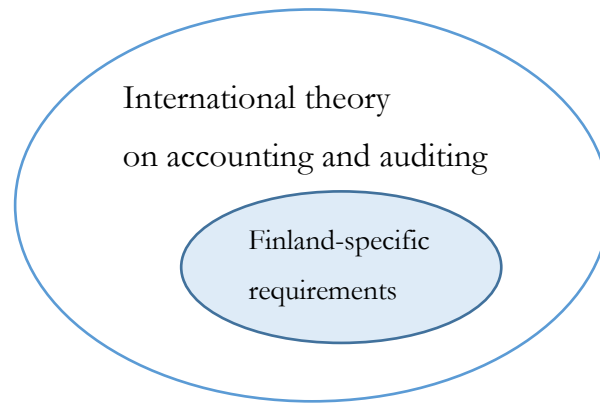 International theory
on accounting and auditing
Finland-specific
requirements